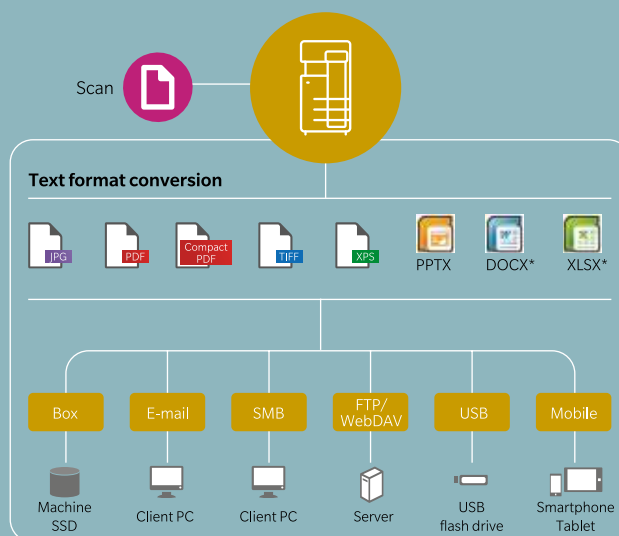 Scan
Text format conversion
JPG
PDF
Compact
PDF
TIFF
XPS
PPTX
DOCX*
XLSX*
Box
E-mail
SMB
FTP/
WebDAV
USB
Mobile
Machine
SSD
Client PC
Client PC
Server
USB
flash drive
Smartphone
Tablet